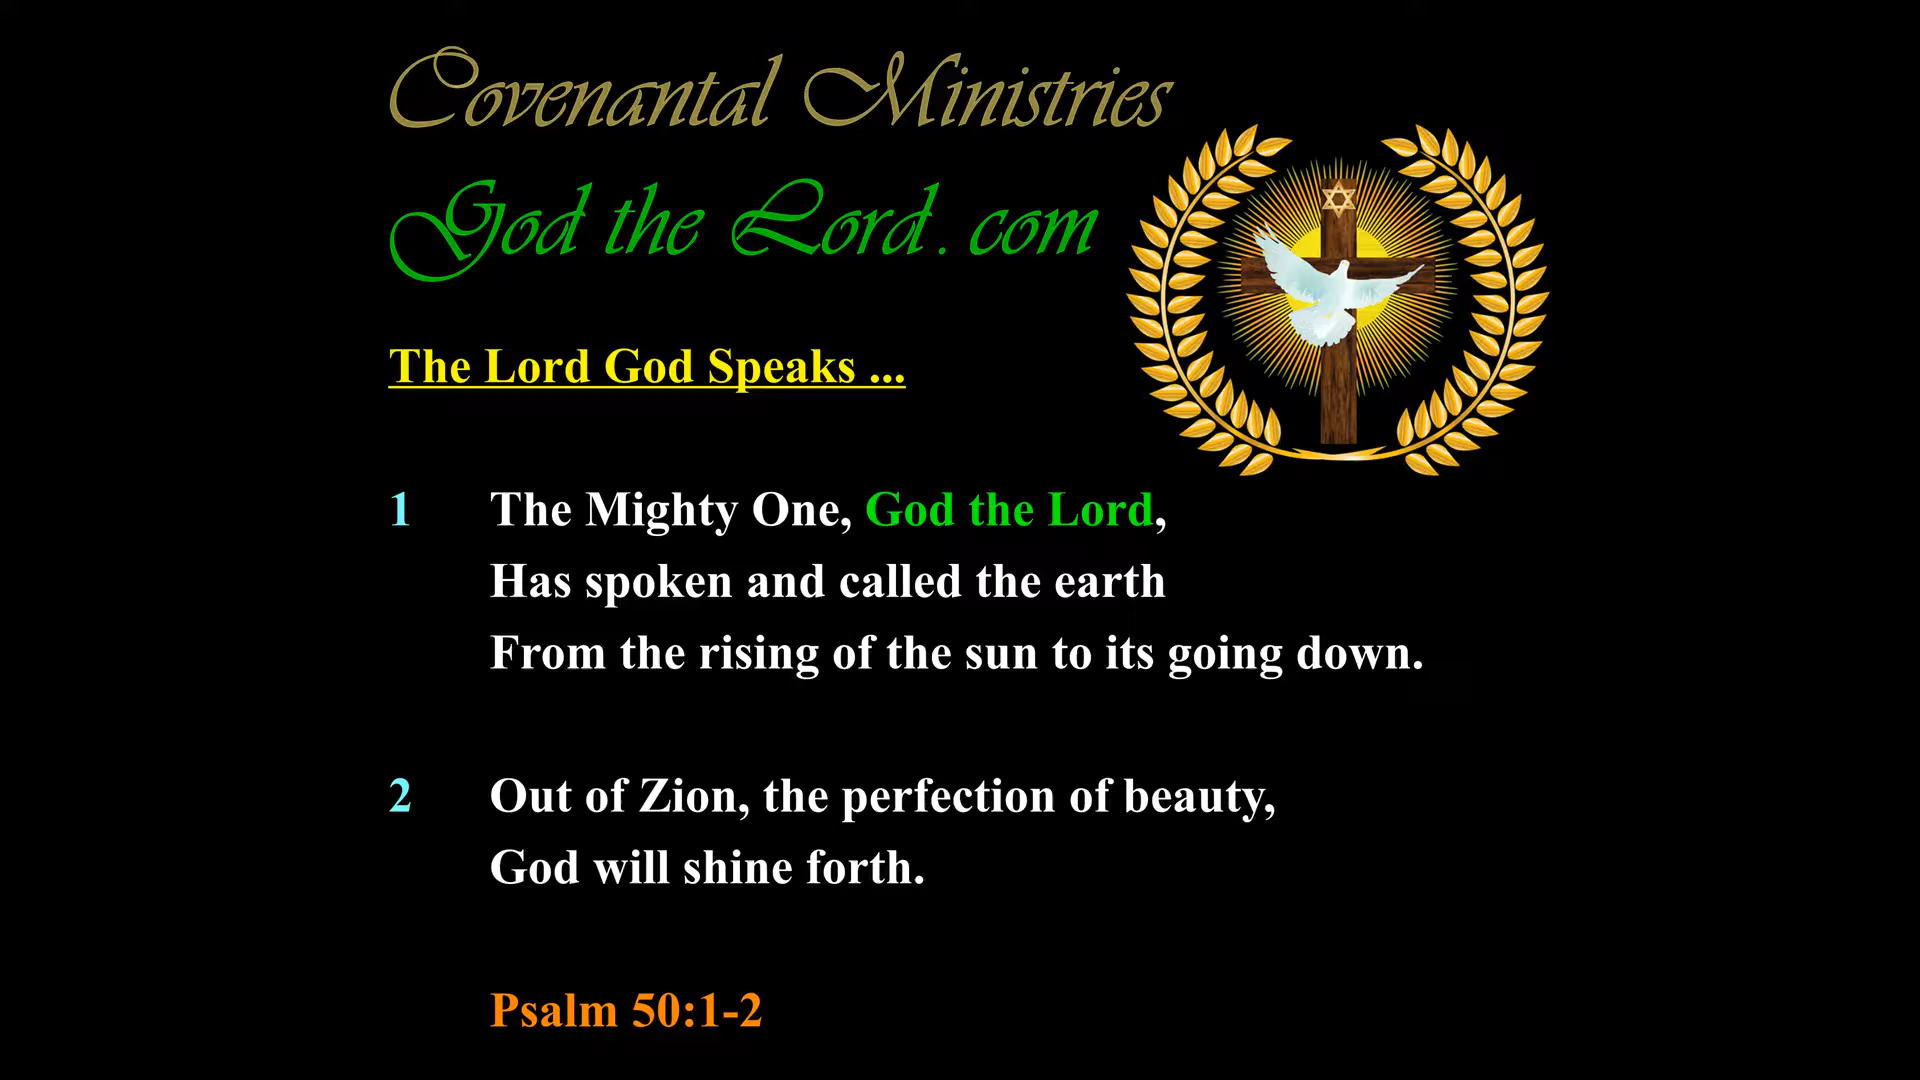 Covenantal Ministries
God the Lord.com
The Lord God Speaks ...
1 The Mighty One, God the Lord,
Has spoken and called the earth
From the rising of the sun to its going down.
2 Out of Zion, the perfection of beauty,
God will shine forth.
Psalm 50:1-2